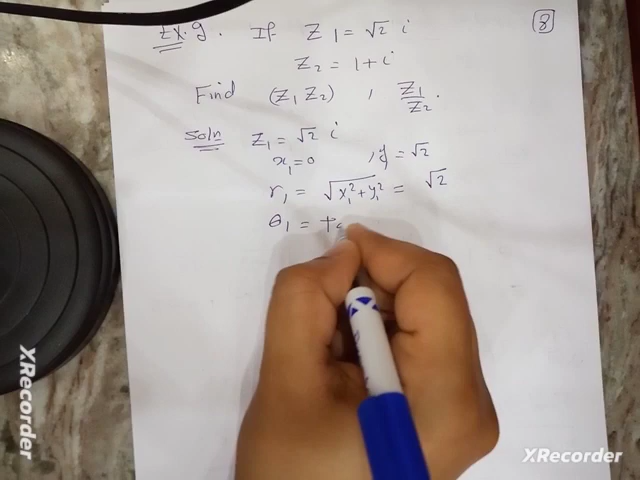 Ex.9. If Z1 = √2 i
8
Z2 = 1+i
Find (Z1 Z2) , Z1/Z2.
Soln Z1 = √2 i
x1=0 , y = √2
r1 = √x1²+y1² = √2
θ1 = ta
XRecorder
XRecorder